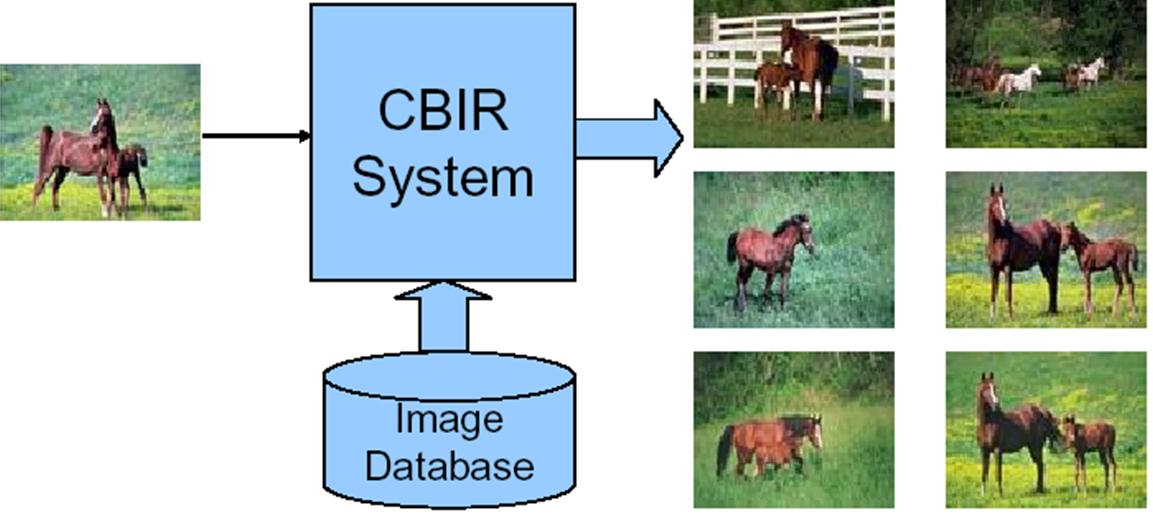 CBIR
System
Image
Database